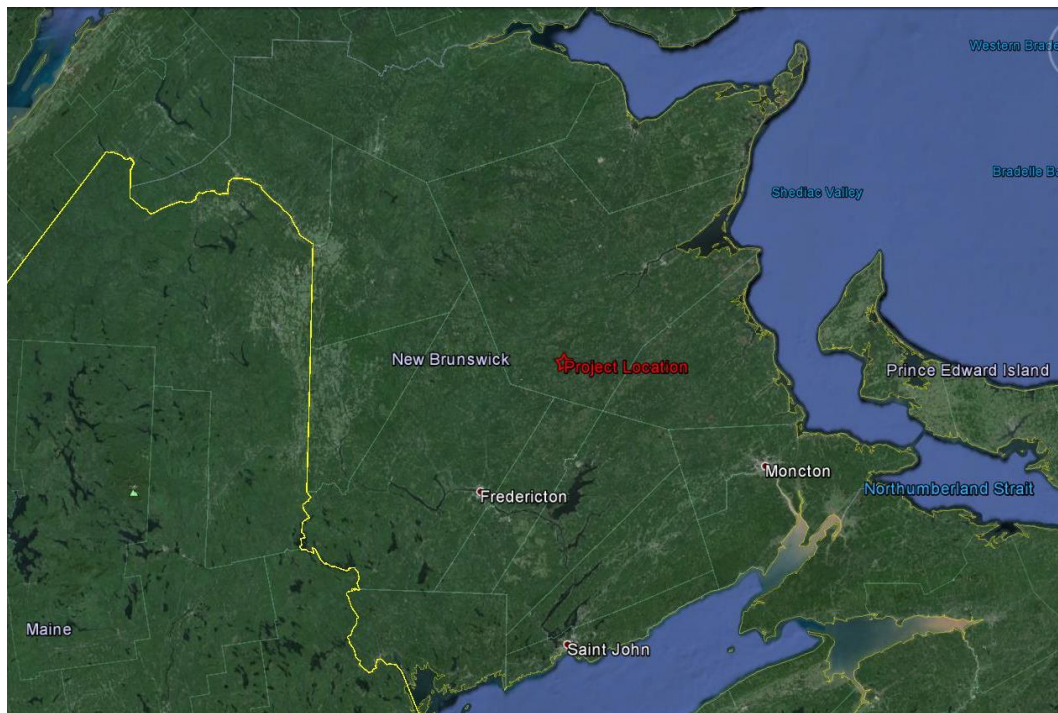 Western Brade
Bradelle Ba
Shediac Valley
New Brunswick
Project Location
Prince Edward Island
Moncton
Northumberland Strait
Fredericton
Maine
Saint John